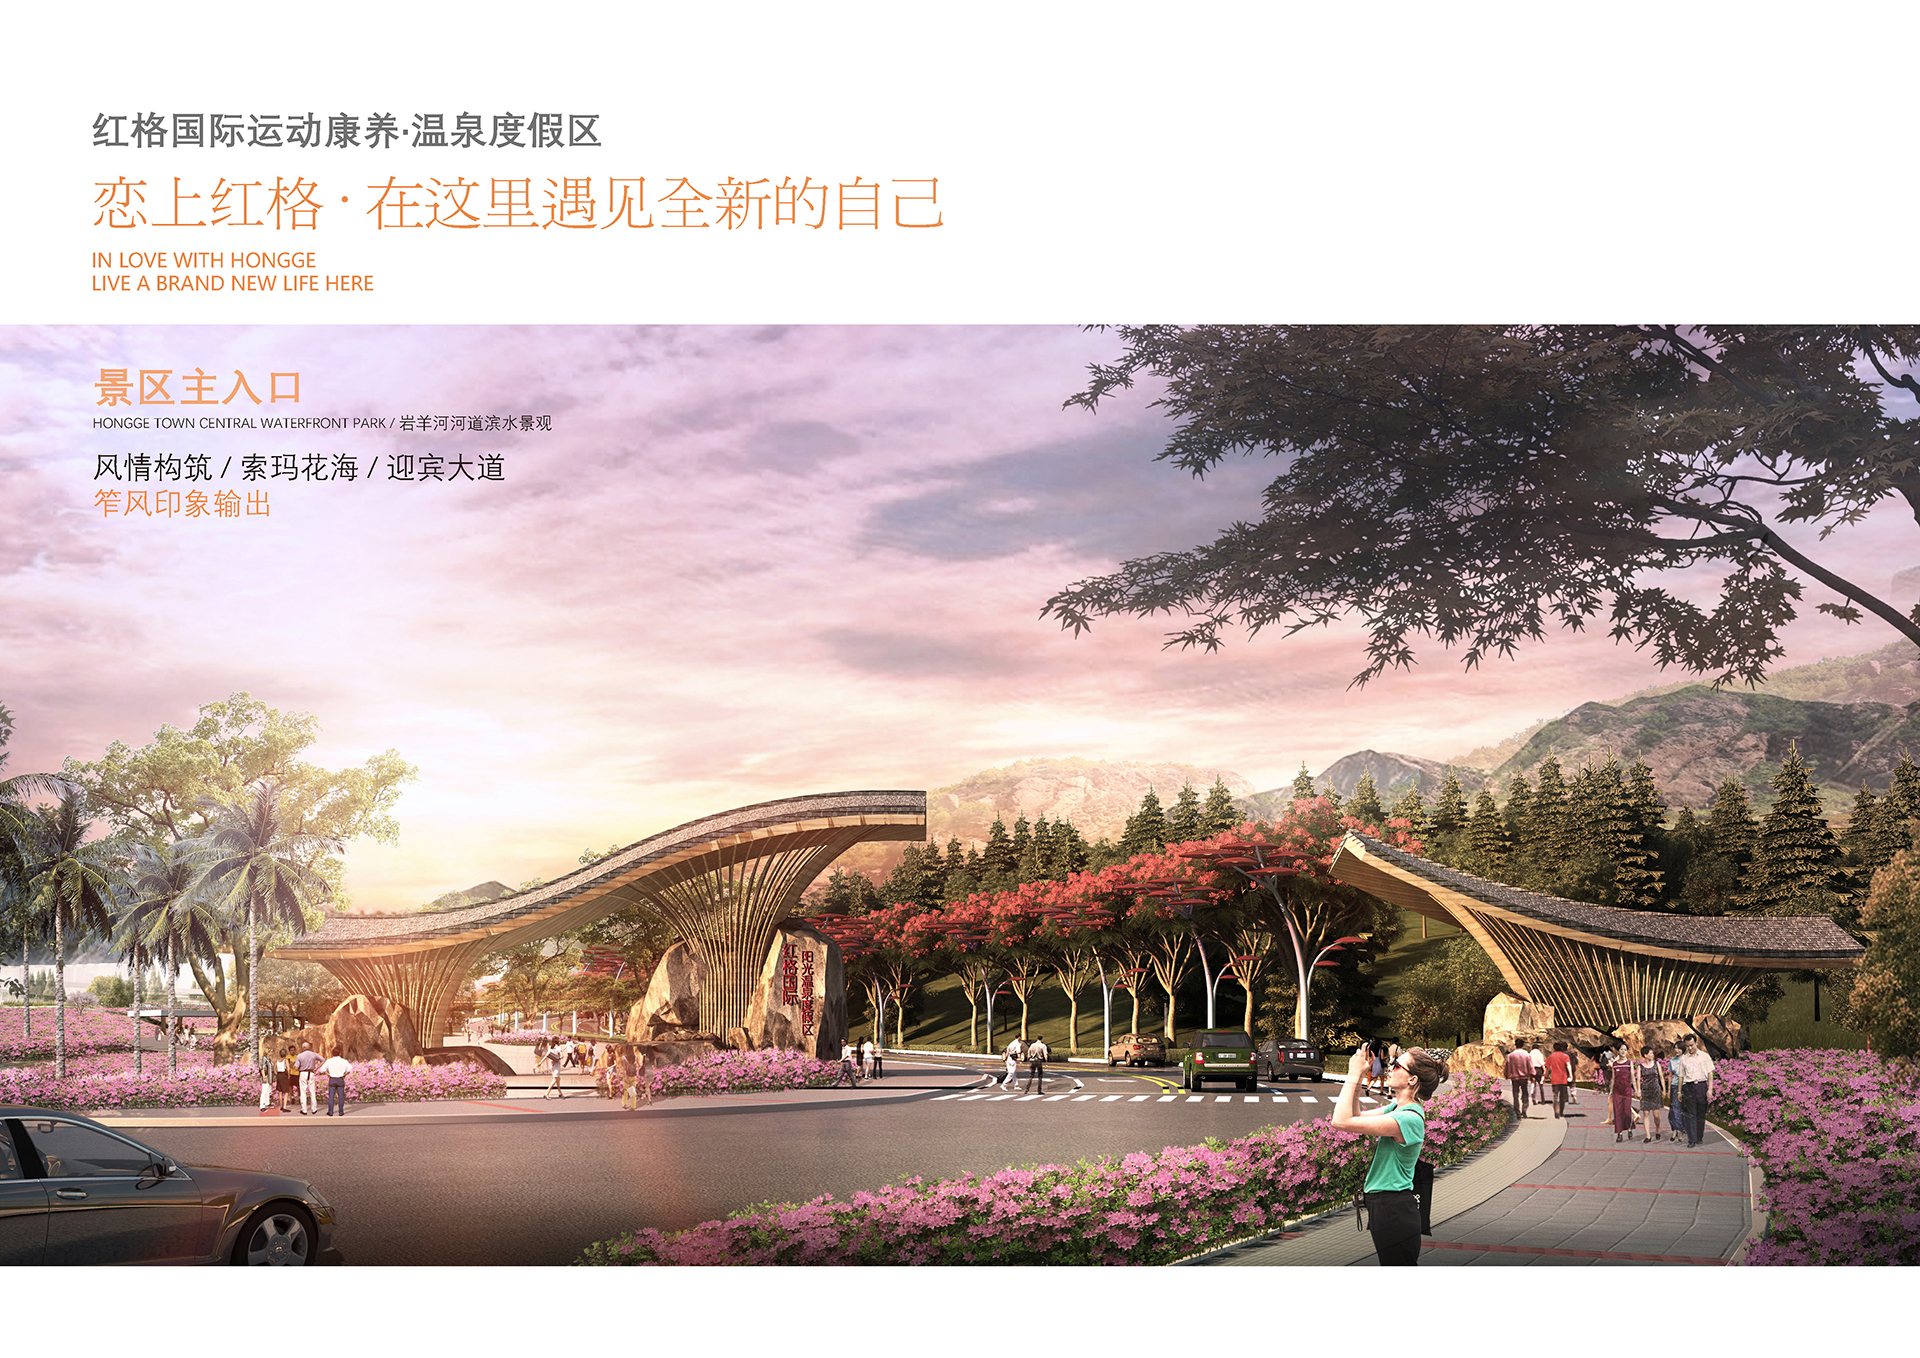 红格国际运动康养·温泉度假区
恋上红格·在这里遇见全新的自己
IN LOVE WITH HONGGE
LIVE A BRAND NEW LIFE HERE
景区主入口
HONGGE TOWN CENTRAL WATERFRONT PARK / 岩羊河河道滨水景观
风情构筑 / 索玛花海 / 迎宾大道
笮风印象输出
红格国际
阳光温泉度假区